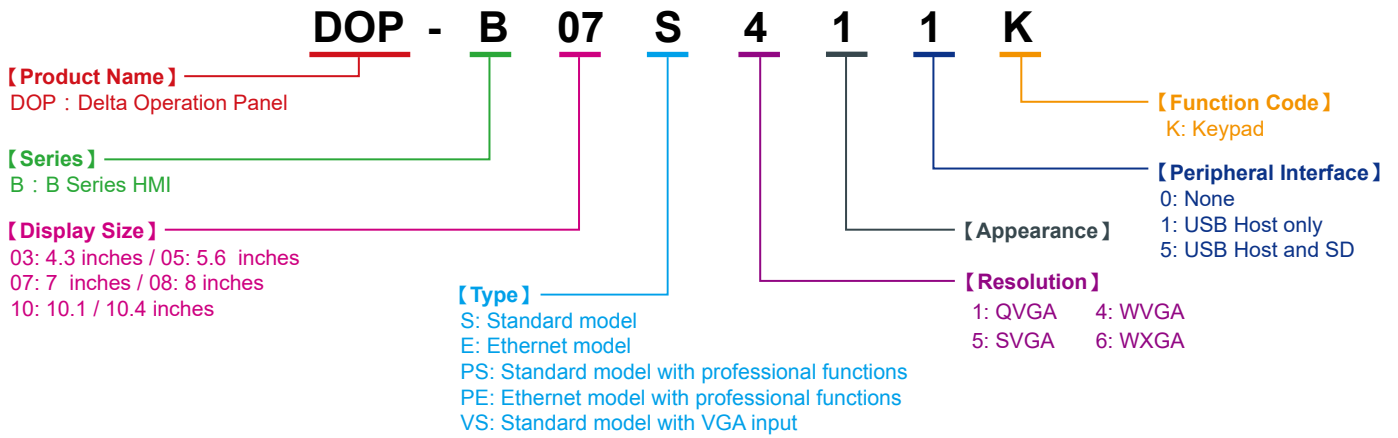 DOP - B 07 S 4 1 1 K
【Product Name】
DOP : Delta Operation Panel
【Series】
B : B Series HMI
【Display Size】
03: 4.3 inches / 05: 5.6 inches
07: 7 inches / 08: 8 inches
10: 10.1 / 10.4 inches
【Type】
S: Standard model
E: Ethernet model
PS: Standard model with professional functions
PE: Ethernet model with professional functions
VS: Standard model with VGA input
【Resolution】
1: QVGA 4: WVGA
5: SVGA 6: WXGA
【Appearance】
【Peripheral Interface】
0: None
1: USB Host only
5: USB Host and SD
【Function Code】
K: Keypad